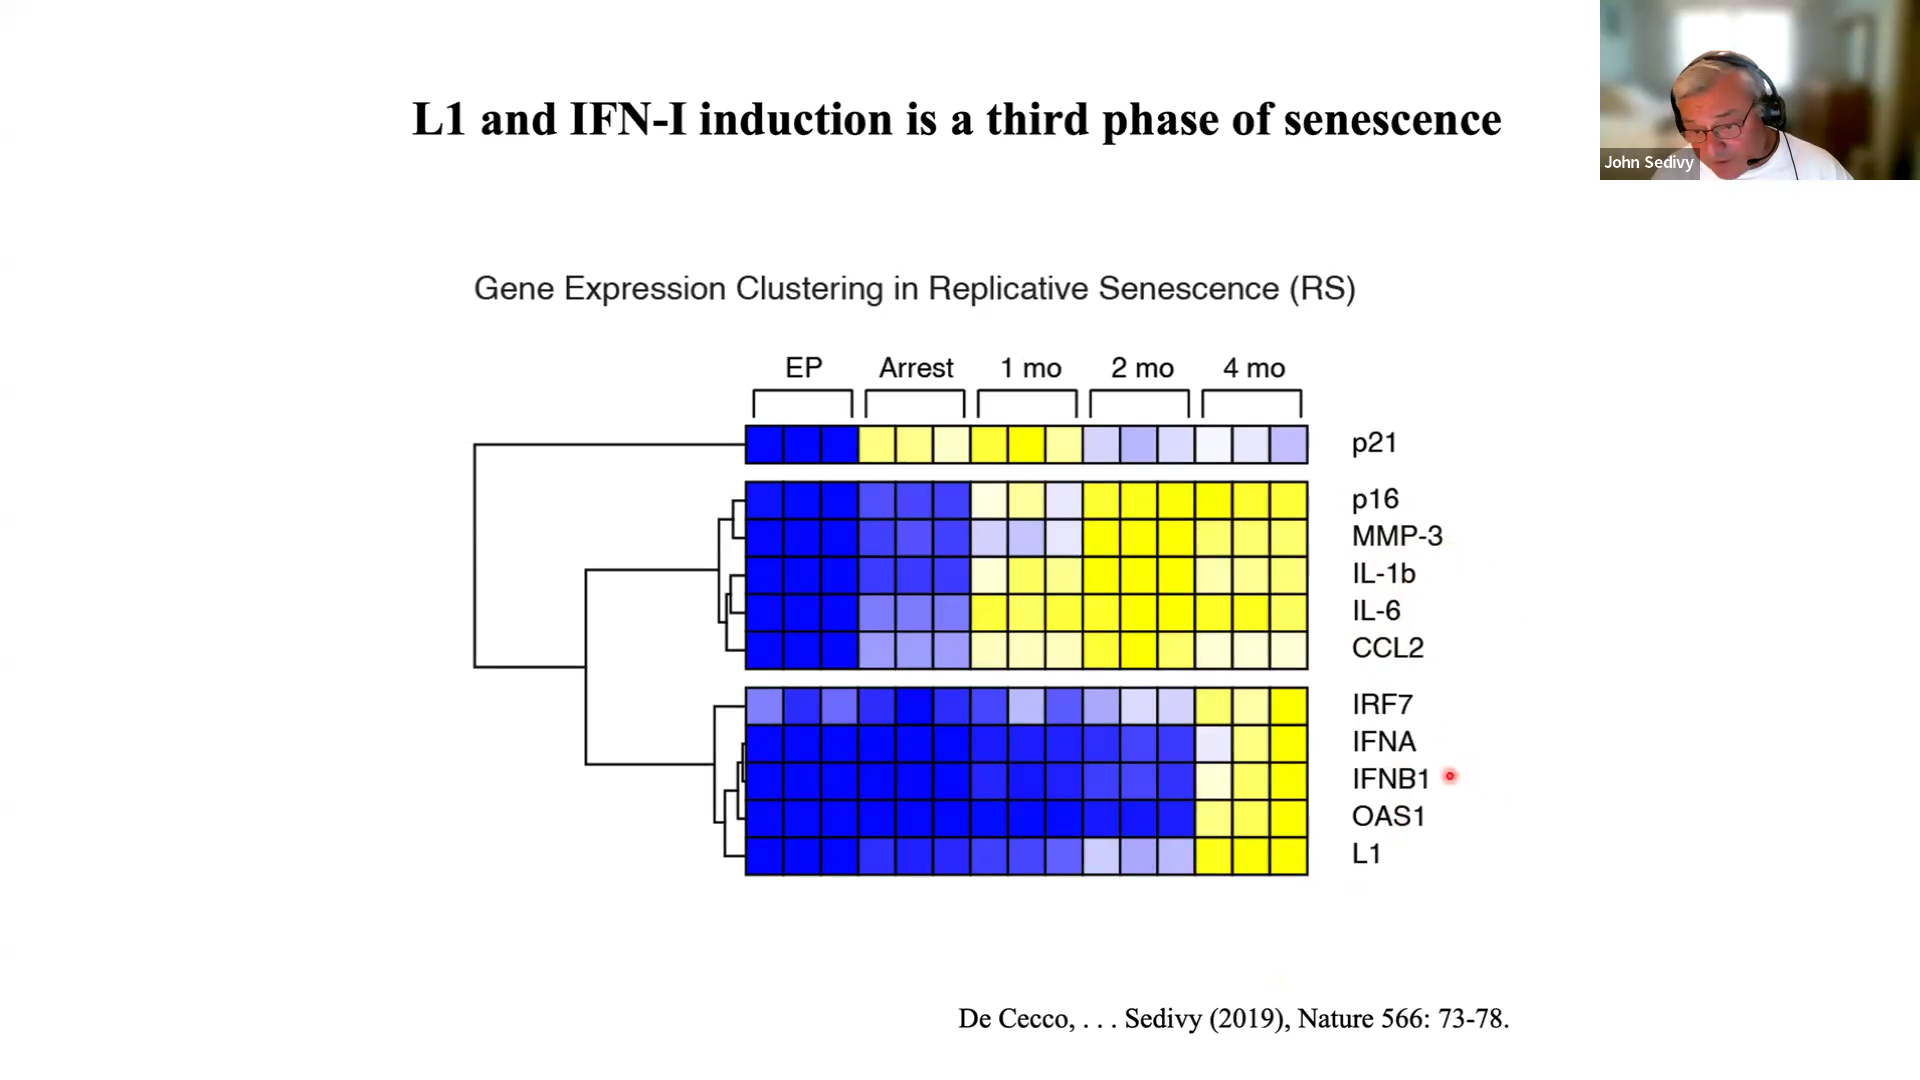 L1 and IFN-I induction is a third phase of senescence
John Sedivy
Gene Expression Clustering in Replicative Senescence (RS)
EP Arrest 1 mo 2 mo 4 mo
p21
p16
MMP-3
IL-1b
IL-6
CCL2
IRF7
IFNA
IFNB1
OAS1
L1
De Cecco, . . . Sedivy (2019), Nature 566: 73-78.